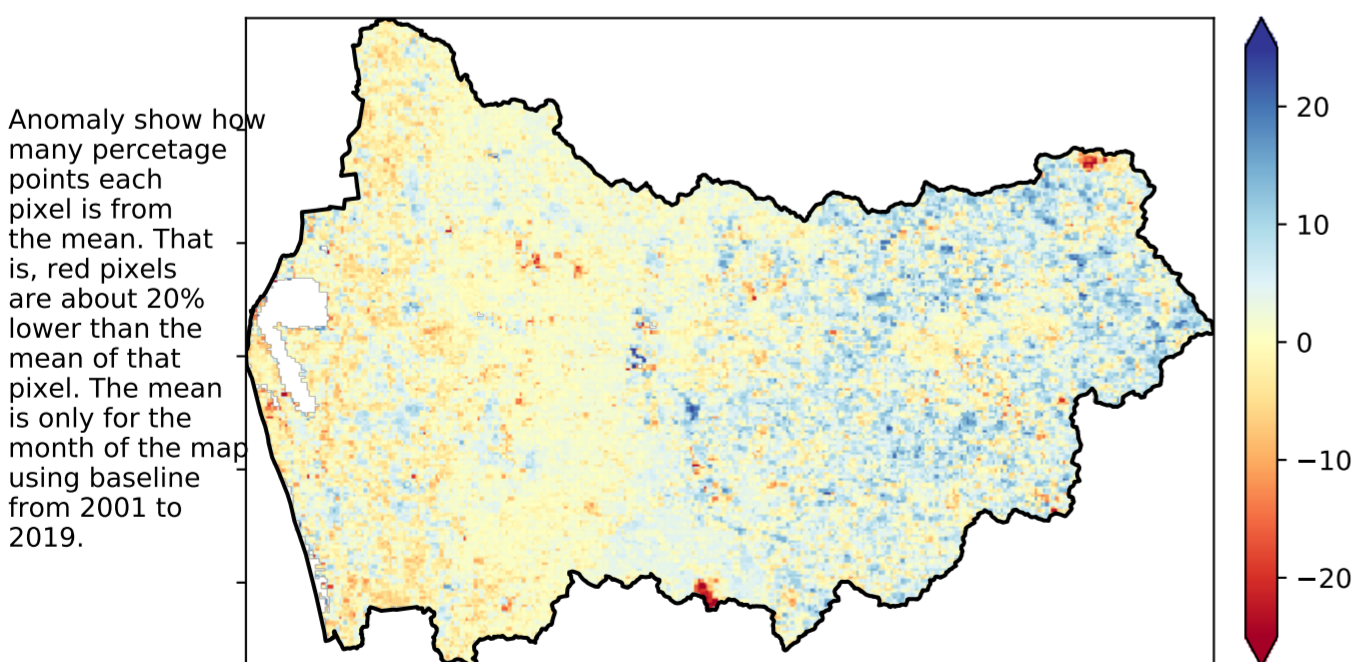 Anomaly show how
many percetage
points each
pixel is from
the mean. That
is, red pixels
are about 20%
lower than the
mean of that
pixel. The mean
is only for the
month of the map
using baseline
from 2001 to
2019.
20
10
0
−10
−20